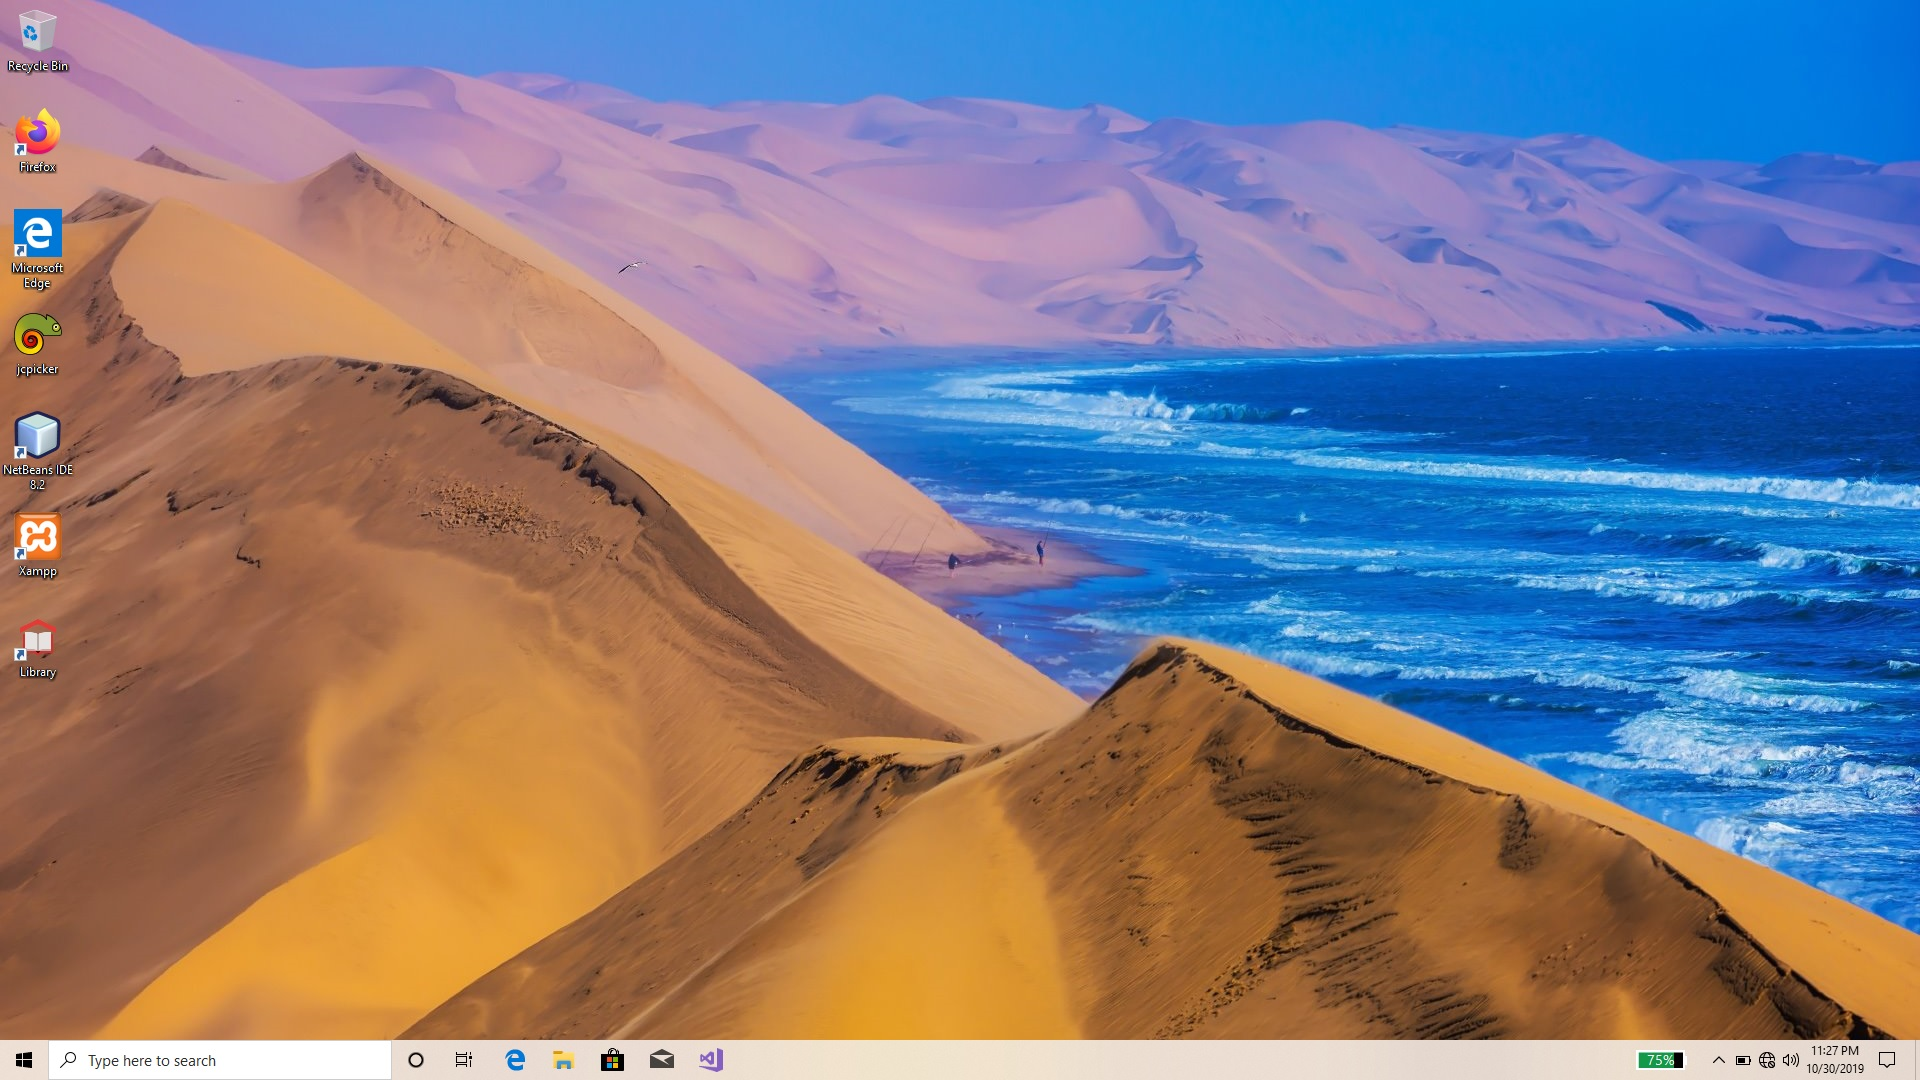 Recycle Bin
Firefox
Microsoft
Edge
jcpicker
NetBeans IDE
8.2
Xampp
Library
Type here to search
75%
11:27 PM
10/30/2019